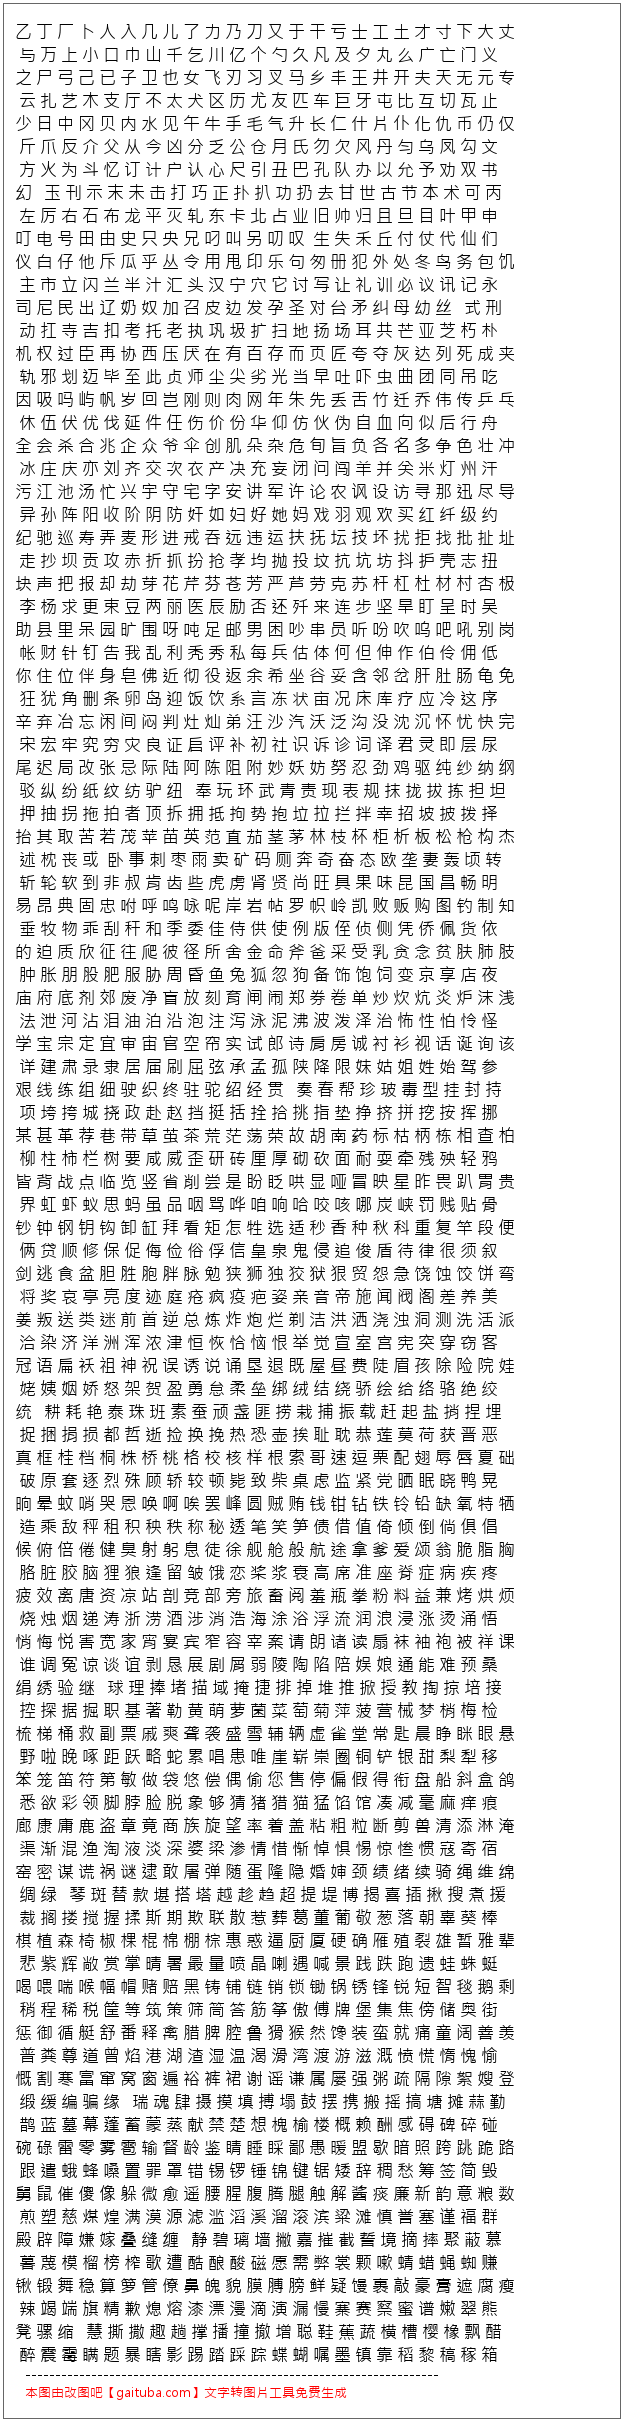 乙丁厂卜人入几儿了力乃刀又于干亏士工土才寸下大丈
与万上小口巾山千乞川亿个勺久凡及夕丸么广亡门义
之尸弓己已子卫也女飞刃习叉马乡丰王井开夫天无元专
云扎艺木支厅不太犬区历尤友匹车巨牙屯比互切瓦止
少日中冈贝内水见午牛手毛气升长仁什片仆化仇币仍仅
斤爪反介父从今凶分乏公仓月氏勿欠风丹匀乌凤勾文
方火为斗忆订计户认心尺引丑巴孔队办以允予劝双书
幻 玉刊示末未击打巧正扑扒功扔去甘世古节本术可丙
左厉右石布龙平灭轧东卡北占业旧帅归且旦目叶甲申
叮电号田由史只央兄叼叫另叨叹 生失禾丘付仗代仙们
仪白仔他斥瓜乎丛令用甩印乐句匆册犯外处冬鸟务包饥
主市立闪兰半汁汇头汉宁穴它讨写让礼训必议讯记永
司尼民出辽奶奴加召皮边发孕圣对台矛纠母幼丝 式刑
动扛寺吉扣考托老执巩圾扩扫地扬场耳共芒亚芝朽朴
机权过臣再协西压厌在有百存而页匠夸夺灰达列死成夹
轨邪划迈毕至此贞师尘尖劣光当早吐吓虫曲团同吊吃
因吸吗屿帆岁回岂刚则肉网年朱先丢舌竹迁乔伟传乒乓
休伍伏优伐延件任伤价份华仰仿伙伪自血向似后行舟
全会杀合兆企众爷伞创肌朵杂危旬旨负各名多争色壮冲
冰庄庆亦刘齐交次衣产决充妄闭问闯羊并关米灯州汗
污江池汤忙兴宇守宅字安讲军许论农讽设访寻那迅尽导
异孙阵阳收阶阴防奸如妇好她妈戏羽观欢买红纤级约
纪驰巡寿弄麦形进戒吞远违运扶抚坛技坏扰拒找批扯址
走抄坝贡攻赤折抓扮抢孝均抛投坟抗坑坊抖护壳志扭
块声把报却劫芽花芹芬苍芳严芦劳克苏杆杠杜材村杏极
李杨求更束豆两丽医辰励否还歼来连步坚旱盯呈时吴
助县里呆园旷围呀吨足邮男困吵串员听吩吹呜吧吼别岗
帐财针钉告我乱利秃秀私每兵估体何但伸作伯伶佣低
你住位伴身皂佛近彻役返余希坐谷妥含邻岔肝肚肠龟免
狂犹角删条卵岛迎饭饮系言冻状亩况床库疗应冷这序
辛弃冶忘闲间闷判灶灿弟汪沙汽沃泛沟没沈沉怀忧快完
宋宏牢究穷灾良证启评补初社识诉诊词译君灵即层尿
尾迟局改张忌际陆阿陈阻附妙妖妨努忍劲鸡驱纯纱纳纲
驳纵纷纸纹纺驴纽 奉玩环武青责现表规抹拢拔拣担坦
押抽拐拖拍者顶拆拥抵拘势抱垃拉拦拌幸招坡披拨择
抬其取苦若茂苹苗英范直茄茎茅林枝杯柜析板松枪构杰
述枕丧或 卧事刺枣雨卖矿码厕奔奇奋态欧垄妻轰顷转
斩轮软到非叔肯齿些虎虏肾贤尚旺具果味昆国昌畅明
易昂典固忠咐呼鸣咏呢岸岩帖罗帜岭凯败贩购图钓制知
垂牧物乖刮秆和季委佳侍供使例版侄侦侧凭侨佩货依
的迫质欣征往爬彼径所舍金命斧爸采受乳贪念贫肤肺肢
肿胀朋股肥服胁周昏鱼兔狐忽狗备饰饱饲变京享店夜
庙府底剂郊废净盲放刻育闸闹郑券卷单炒炊炕炎炉沫浅
法泄河沾泪油泊沿泡注泻泳泥沸波泼泽治怖性怕怜怪
学宝宗定宜审宙官空帘实试郎诗肩房诚衬衫视话诞询该
详建肃录隶居届刷屈弦承孟孤陕降限妹姑姐姓始驾参
艰线练组细驶织终驻驼绍经贯 奏春帮珍玻毒型挂封持
项垮挎城挠政赴赵挡挺括拴拾挑指垫挣挤拼挖按挥挪
某甚革荐巷带草茧茶荒茫荡荣故胡南药标枯柄栋相查柏
柳柱柿栏树要咸威歪研砖厘厚砌砍面耐耍牵残殃轻鸦
皆背战点临览竖省削尝是盼眨哄显哑冒映星昨畏趴胃贵
界虹虾蚁思蚂虽品咽骂哗咱响哈咬咳哪炭峡罚贱贴骨
钞钟钢钥钩卸缸拜看矩怎牲选适秒香种秋科重复竿段便
俩贷顺修保促侮俭俗俘信皇泉鬼侵追俊盾待律很须叙
剑逃食盆胆胜胞胖脉勉狭狮独狡狱狠贸怨急饶蚀饺饼弯
将奖哀亭亮度迹庭疮疯疫疤姿亲音帝施闻阀阁差养美
姜叛送类迷前首逆总炼炸炮烂剃洁洪洒浇浊洞测洗活派
洽染济洋洲浑浓津恒恢恰恼恨举觉宣室宫宪突穿窃客
冠语扁袄祖神祝误诱说诵垦退既屋昼费陡眉孩除险院娃
姥姨姻娇怒架贺盈勇怠柔垒绑绒结绕骄绘给络骆绝绞
统 耕耗艳泰珠班素蚕顽盏匪捞栽捕振载赶起盐捎捏埋
捉捆捐损都哲逝捡换挽热恐壶挨耻耽恭莲莫荷获晋恶
真框桂档桐株桥桃格校核样根索哥速逗栗配翅辱唇夏础
破原套逐烈殊顾轿较顿毙致柴桌虑监紧党晒眠晓鸭晃
晌晕蚊哨哭恩唤啊唉罢峰圆贼贿钱钳钻铁铃铅缺氧特牺
造乘敌秤租积秧秩称秘透笔笑笋债借值倚倾倒倘俱倡
候俯倍倦健臭射躬息徒徐舰舱般航途拿爹爱颂翁脆脂胸
胳脏胶脑狸狼逢留皱饿恋桨浆衰高席准座脊症病疾疼
疲效离唐资凉站剖竞部旁旅畜阅羞瓶拳粉料益兼烤烘烦
烧烛烟递涛浙涝酒涉消浩海涂浴浮流润浪浸涨烫涌悟
悄悔悦害宽家宵宴宾窄容宰案请朗诸读扇袜袖袍被祥课
谁调冤谅谈谊剥恳展剧屑弱陵陶陷陪娱娘通能难预桑
绢绣验继 球理捧堵描域掩捷排掉堆推掀授教掏掠培接
控探据掘职基著勒黄萌萝菌菜萄菊萍菠营械梦梢梅检
梳梯桶救副票戚爽聋袭盛雪辅辆虚雀堂常匙晨睁眯眼悬
野啦晚啄距跃略蛇累唱患唯崖崭崇圈铜铲银甜梨犁移
笨笼笛符第敏做袋悠偿偶偷您售停偏假得衔盘船斜盒鸽
悉欲彩领脚脖脸脱象够猜猪猎猫猛馅馆凑减毫麻痒痕
廊康庸鹿盗章竟商族旋望率着盖粘粗粒断剪兽清添淋淹
渠渐混渔淘液淡深婆梁渗情惜惭悼惧惕惊惨惯寇寄宿
窑密谋谎祸谜逮敢屠弹随蛋隆隐婚婶颈绩绪续骑绳维绵
绸绿 琴斑替款堪搭塔越趁趋超提堤博揭喜插揪搜煮援
裁搁搂搅握揉斯期欺联散惹葬葛董葡敬葱落朝辜葵棒
棋植森椅椒棵棍棉棚棕惠惑逼厨厦硬确雁殖裂雄暂雅辈
悲紫辉敞赏掌晴暑最量喷晶喇遇喊景践跌跑遗蛙蛛蜓
喝喂喘喉幅帽赌赔黑铸铺链销锁锄锅锈锋锐短智毯鹅剩
稍程稀税筐等筑策筛筒答筋筝傲傅牌堡集焦傍储奥街
惩御循艇舒番释禽腊脾腔鲁猾猴然馋装蛮就痛童阔善羡
普粪尊道曾焰港湖渣湿温渴滑湾渡游滋溉愤慌惰愧愉
慨割寒富窜窝窗遍裕裤裙谢谣谦属屡强粥疏隔隙絮嫂登
缎缓编骗缘 瑞魂肆摄摸填搏塌鼓摆携搬摇搞塘摊蒜勤
鹊蓝墓幕蓬蓄蒙蒸献禁楚想槐榆楼概赖酬感碍碑碎碰
碗碌雷零雾雹输督龄鉴睛睡睬鄙愚暖盟歇暗照跨跳跪路
跟遣蛾蜂嗓置罪罩错锡锣锤锦键锯矮辞稠愁筹签简毁
舅鼠催傻像躲微愈遥腰腥腹腾腿触解酱痰廉新韵意粮数
煎塑慈煤煌满漠源滤滥滔溪溜滚滨粱滩慎誉塞谨福群
殿辟障嫌嫁叠缝缠 静碧璃墙撇嘉摧截誓境摘摔聚蔽慕
暮蔑模榴榜榨歌遭酷酿酸磁愿需弊裳颗嗽蜻蜡蝇蜘赚
锹锻舞稳算箩管僚鼻魄貌膜膊膀鲜疑馒裹敲豪膏遮腐瘦
辣竭端旗精歉熄熔漆漂漫滴演漏慢寨赛察蜜谱嫩翠熊
凳骡缩 慧撕撒趣趟撑播撞撤增聪鞋蕉蔬横槽樱橡飘醋
醉震霉瞒题暴瞎影踢踏踩踪蝶蝴嘱墨镇靠稻黎稿稼箱
------------------------------------------------------------
本图由改图吧【gaituba.com】文字转图片工具免费生成